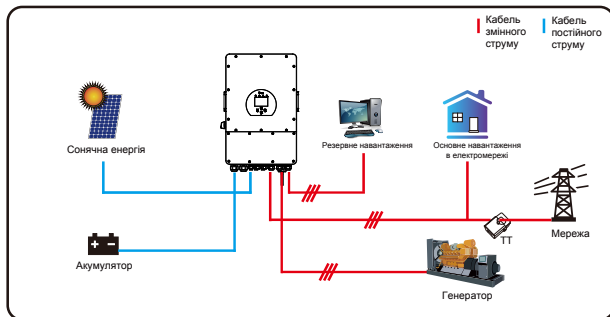 Кабель
змінного
струму
Кабель
постійного
струму
Сонячна енергія
Резервне навантаження
Основне навантаження
в електромережі
Акумулятор
ТТ
Мережа
Генератор